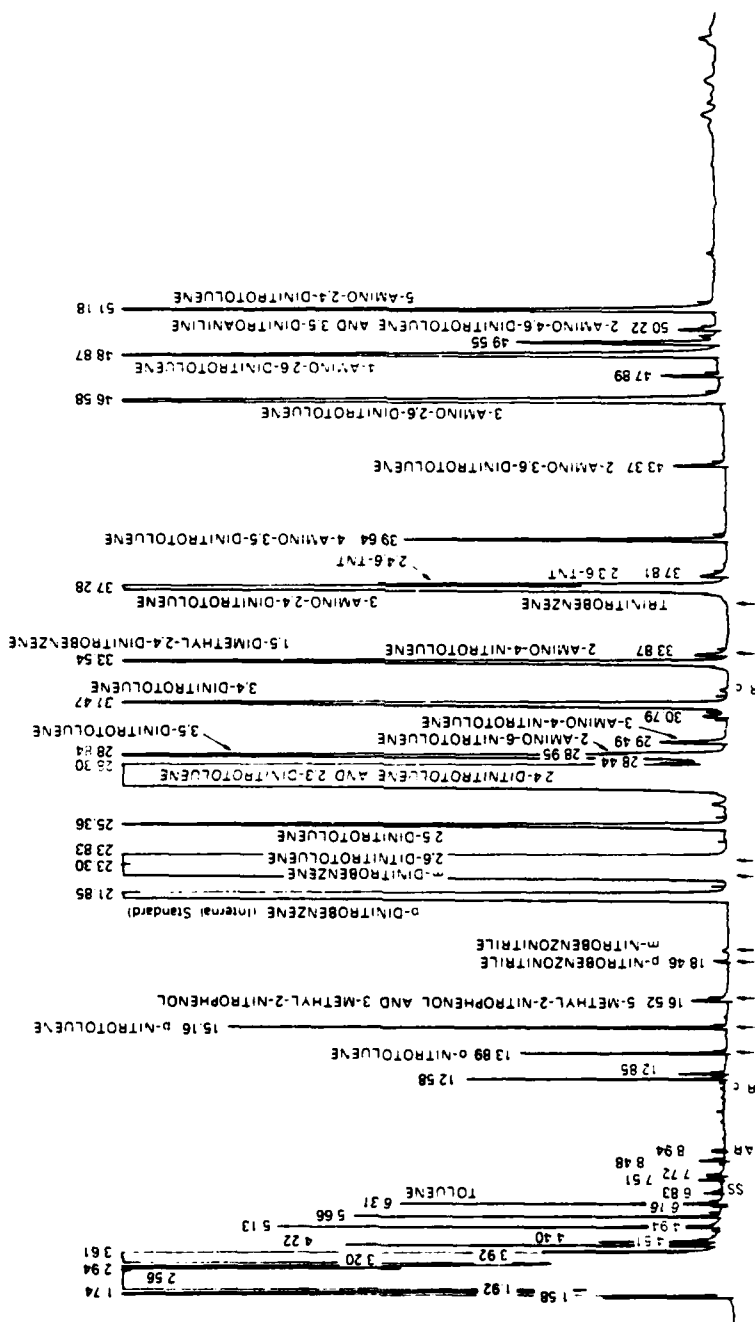 1.58
1.74
1.92
2.56
2.94
3.20
3.61
3.92
4.22
4.40
4.51
4.94
5.13
5.66
6.16
6.31 TOLUENE
6.83
SS
7.51
7.72
8.48
8.94
AR
12.58
R c
12.85
13.89 o-NITROTOLUENE
15.16 p-NITROTOLUENE
16.52 5-METHYL-2-NITROPHENOL AND 3-METHYL-2-NITROPHENOL
18.46 p-NITROBENZONITRILE
m-NITROBENZONITRILE
p-DINITROBENZENE (Internal Standard)
21.85
m-DINITROBENZENE
23.30
2,6-DINITROTOLUENE
23.83
2,5-DINITROTOLUENE
25.36
2,4-DITNITROTOLUENE AND 2,3-DINITROTOLUENE
28.44
28.84
3,5-DINITROTOLUENE
28.95
2-AMINO-6-NITROTOLUENE
29.49
3-AMINO-4-NITROTOLUENE
30.79
3,4-DINITROTOLUENE
R c
33.54
1,5-DIMETHYL-2,4-DINITROBENZENE
33.87 2-AMINO-4-NITROTOLUENE
TRINITROBENZENE
3-AMINO-2,4-DINITROTOLUENE
37.28
2,4,6-TNT
37.81 2,3,6-TNT
39.64 4-AMINO-3,5-DINITROTOLUENE
43.37 2-AMINO-3,6-DINITROTOLUENE
3-AMINO-2,6-DINITROTOLUENE
46.58
47.89
4-AMINO-2,6-DINITROTOLUENE
48.87
49.55
50.22 2-AMINO-4,6-DINITROTOLUENE AND 3,5-DINITROANILINE
51.18
5-AMINO-2,4-DINITROTOLUENE